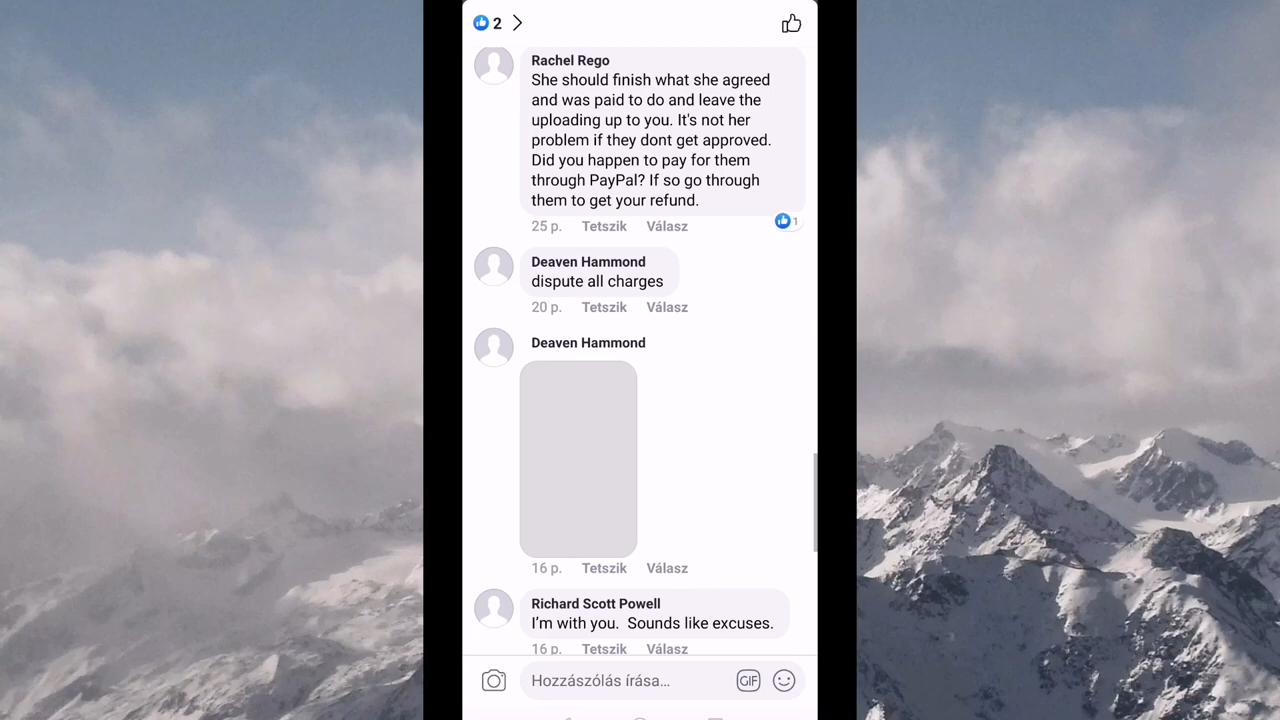 2
Rachel Rego
She should finish what she agreed
and was paid to do and leave the
uploading up to you. It's not her
problem if they dont get approved.
Did you happen to pay for them
through PayPal? If so go through
them to get your refund.
25 p. Tetszik Válasz 1
Deaven Hammond
dispute all charges
20 p. Tetszik Válasz
Deaven Hammond
16 p. Tetszik Válasz
Richard Scott Powell
I’m with you.  Sounds like excuses.
16 p. Tetszik Válasz
Hozzászólás írása... GIF